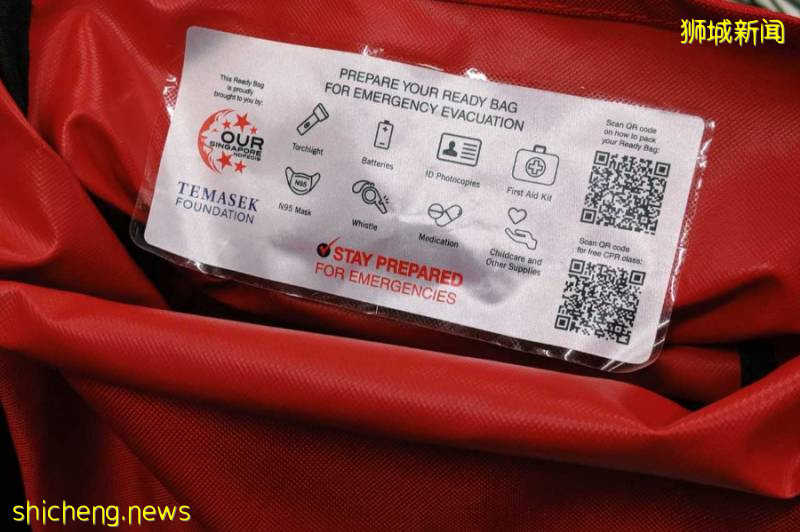 狮城新闻
This Ready Bag
is proudly
brought to you by:
OUR
SINGAPORE
NDPEOS
TEMASEK
FOUNDATION
PREPARE YOUR READY BAG
FOR EMERGENCY EVACUATION
Torchlight
Batteries
ID Photocopies
First Aid Kit
N95
N95 Mask
Whistle
Medication
Childcare and
Other Supplies
STAY PREPARED
FOR EMERGENCIES
Scan QR code
on how to pack
your Ready Bag:
Scan QR code
for free CPR class:
shicheng.news